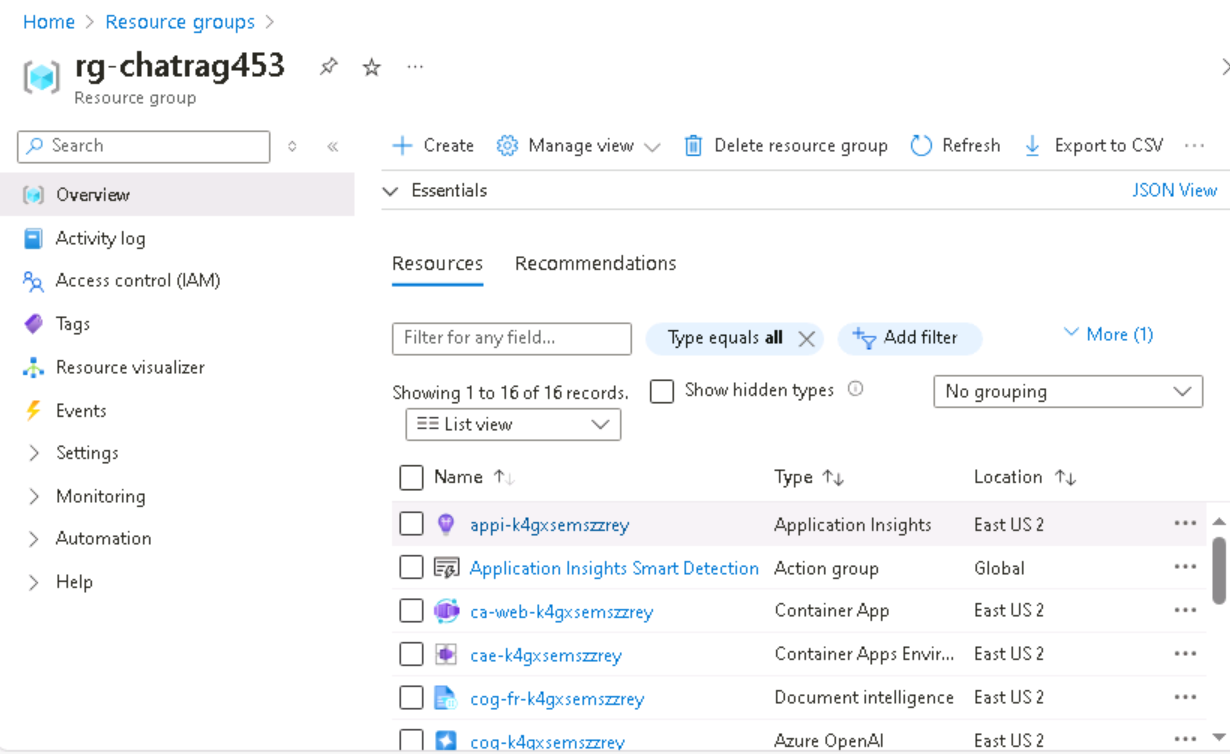 Home > Resource groups >
rg-chatrag453
Resource group
Search
Create Manage view Delete resource group Refresh Export to CSV
Overview
Essentials JSON View
Activity log
Access control (IAM)
Tags
Resource visualizer
Events
Settings
Monitoring
Automation
Help
Resources Recommendations
Filter for any field... Type equals all Add filter More (1)
Showing 1 to 16 of 16 records. Show hidden types No grouping
List view
Name Type Location
appi-k4gxsemszzrey Application Insights East US 2
Application Insights Smart Detection Action group Global
ca-web-k4gxsemszzrey Container App East US 2
cae-k4gxsemszzrey Container Apps Envir... East US 2
cog-fr-k4gxsemszzrey Document intelligence East US 2
cog-k4gxsemszzrey Azure OpenAI East US 2